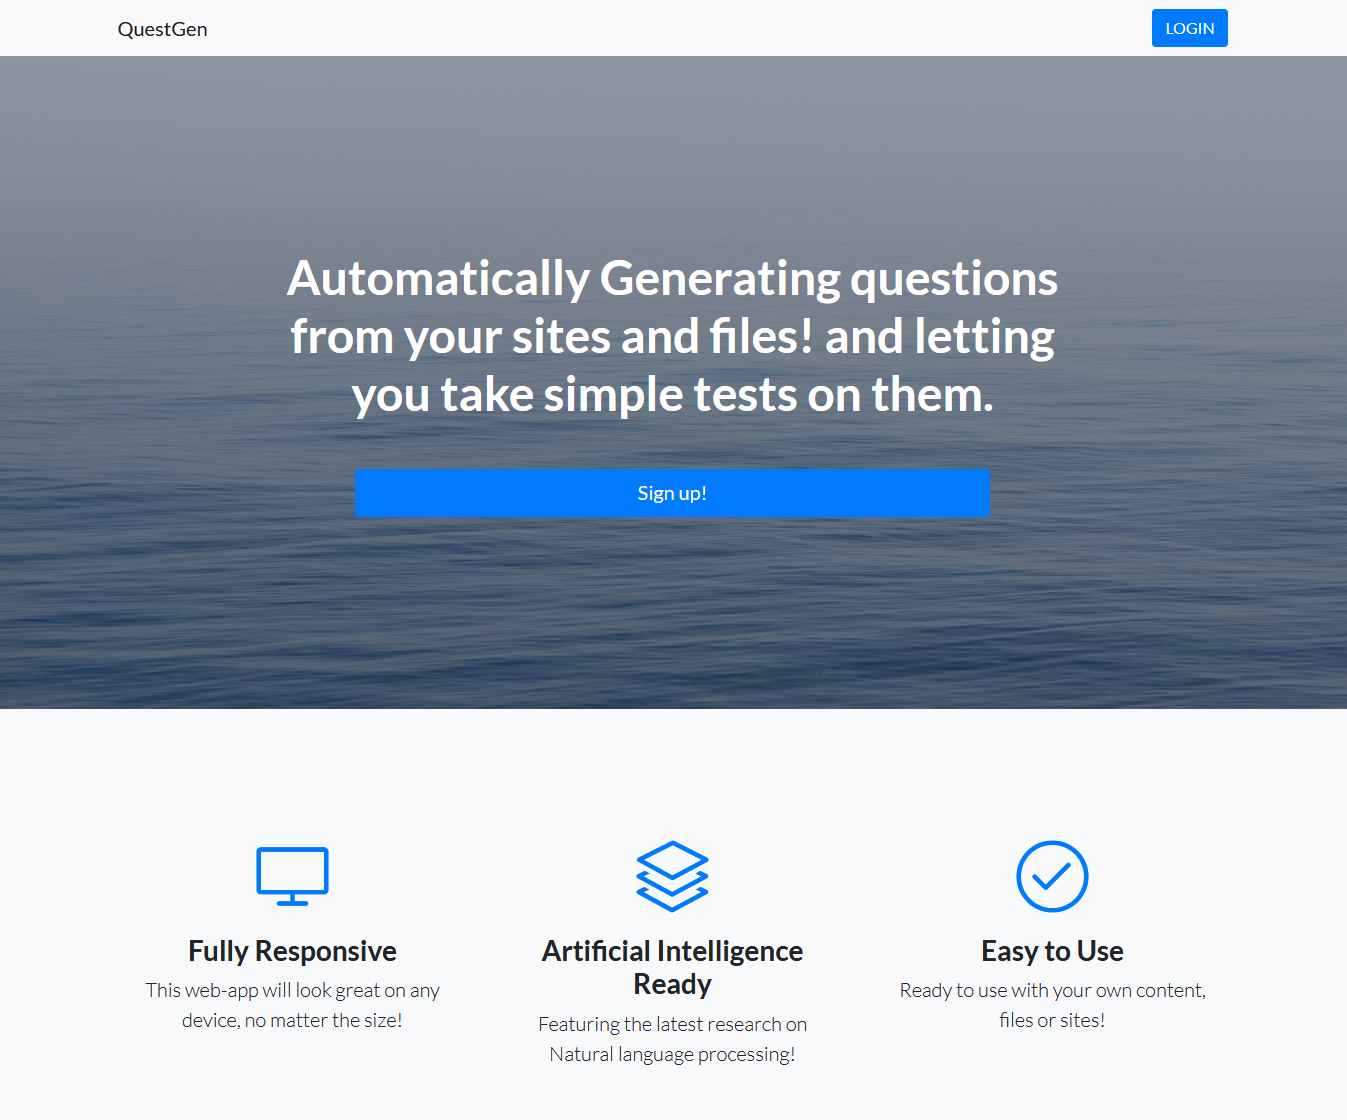 QuestGen
LOGIN
Automatically Generating questions
from your sites and files! and letting
you take simple tests on them.
Sign up!
Fully Responsive
This web-app will look great on any
device, no matter the size!
Artificial Intelligence
Ready
Featuring the latest research on
Natural language processing!
Easy to Use
Ready to use with your own content,
files or sites!